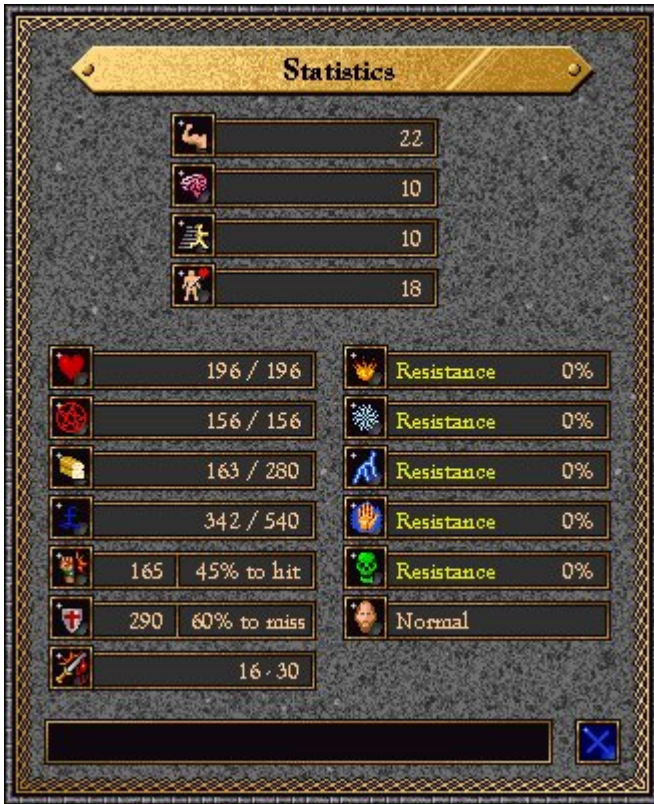 Statistics
22
10
10
18
196 / 196
156 / 156
163 / 280
342 / 540
165 45% to hit
290 60% to miss
16 - 30
Resistance 0%
Resistance 0%
Resistance 0%
Resistance 0%
Resistance 0%
Normal